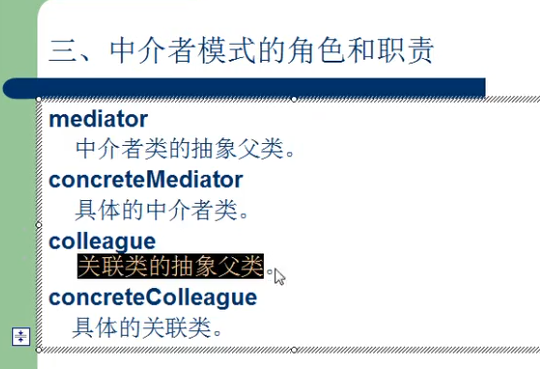 三、中介者模式的角色和职责
mediator
中介者类的抽象父类。
concreteMediator
具体的中介者类。
colleague
关联类的抽象父类。
concreteColleague
具体的关联类。